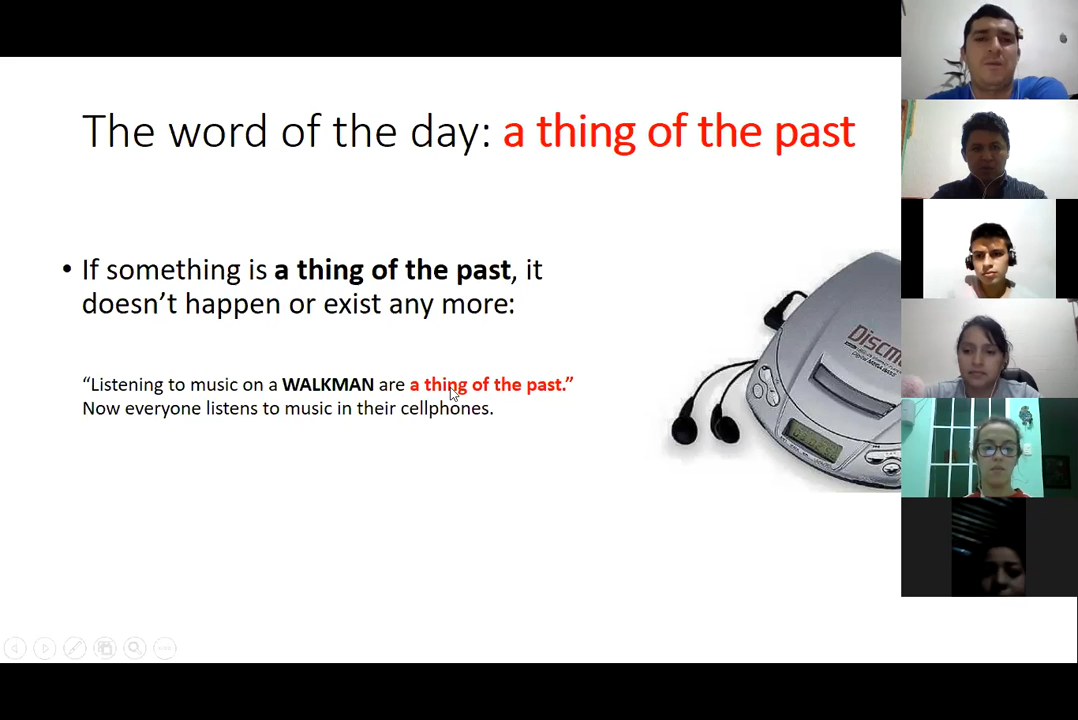 The word of the day: a thing of the past
• If something is a thing of the past, it
doesn’t happen or exist any more:
“Listening to music on a WALKMAN are a thing of the past.”
Now everyone listens to music in their cellphones.